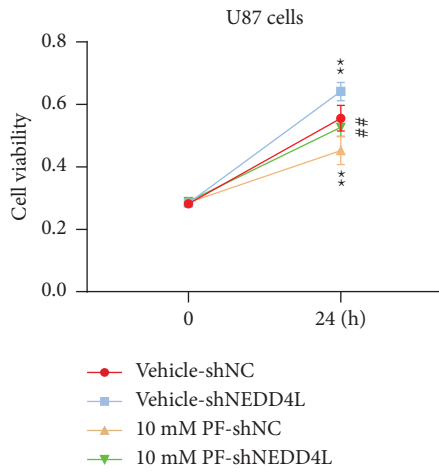 U87 cells
Cell viability
0.8
0.6
0.4
0.2
0.0
**
##
**
0
24 (h)
Vehicle-shNC
Vehicle-shNEDD4L
10 mM PF-shNC
10 mM PF-shNEDD4L